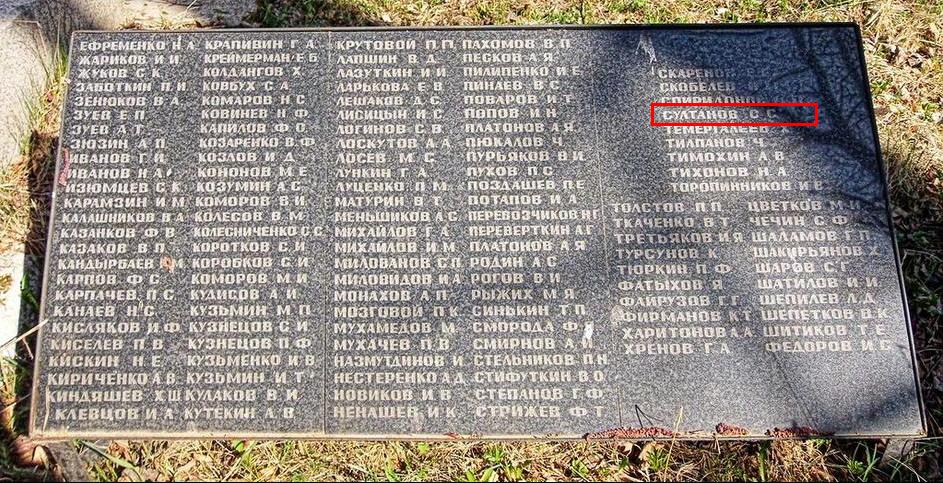 ЕФРЕМЕНКО Н А
ЖАРИКОВ И И
ЖУКОВ С К
ЗАБОТКИН П И
ЗЕНЮКОВ В А
ЗУЕВ Е П
ЗУЕВ А Т
ЗЮЗИН А П
ИВАНОВ Г И
ИВАНОВ Н А
ИЗЮМЦЕВ С К
КАРАМЗИН И М
КАЛАШНИКОВ В А
КАЗАНКОВ Ф В
КАЗАКОВ В П
КАНДЫРБАЕВ М
КАРПОВ Ф С
КАРПАЧЕВ П С
КАНАЕВ Н С
КИСЛЯКОВ И Ф
КИСЕЛЕВ П В
КИСКИН Н Е
КИРИЧЕНКО А В
КИНДЯШЕВ Х Ш
КЛЕВЦОВ И А
КРАПИВИН Г А
КРЕЙМЕРМАН Е Б
КОЛДАНГОВ Х
КОВБУХ С А
КОМАРОВ Н С
КОВИНЕВ Н Ф
КАПИЛОВ Ф С
КОЗАРЕНКО В Ф
КОЗЛОВ И Д
КОНОНОВ М Е
КОЗУМИН А С
КОМОРОВ В И
КОЛЕСОВ В М
КОЛЕСНИЧЕНКО С С
КОРОТКОВ С И
КОРОБКОВ С И
КОМОРОВ М И
КУДИСОВ А И
КУЗЬМИН М П
КУЗНЕЦОВ С И
КУЗНЕЦОВ П Ф
КУЗЬМЕНКО И В
КУЗЬМИН И Т
КУЛАКОВ В И
КУТЕКИН А В
КРУТОВОЙ П П
ЛАПШИН В Д
ЛАЗУТКИН И И
ЛАРЬКОВА Е В
ЛЕШАКОВ Д С
ЛИСИЦЫН И С
ЛОГИНОВ С В
ЛОСКУТОВ А А
ЛОСЕВ М С
ЛУНКИН Г А
ЛУЦЕНКО П М
МАТУРИН В Т
МЕНЬШИКОВ А С
МИХАЙЛОВ Г А
МИХАЙЛОВ И М
МИЛОВАНОВ С П
МИЛОВИДОВ И А
МОНАХОВ А П
МОЗГОВОЙ П К
МУХАМЕДОВ М
МУХАЧЕВ П В
НАЗМУТДИНОВ И
НЕСТЕРЕНКО А Д
НОВИКОВ И В
НЕНАШЕВ И К
ПАХОМОВ В П
ПЕСКОВ А Я
ПИЛИПЕНКО И Е
ПИНАЕВ В С
ПОВАРОВ И Т
ПОПОВ И Н
ПЛАТОНОВ А Я
ПЮКАЛОВ Ч
ПУРЬЯКОВ В И
ПУХОВ П С
ПОЗДАШЕВ П Е
ПОТАПОВ И А
ПЕРЕВОЗЧИКОВ Н Г
ПЕРЕВЕРТКИН А Г
ПЛАТОНОВ А Я
РОДИН А С
РОГОВ В И
РЫЖИХ М Я
СИНЬКИН Т П
СМОРОДА Ф
СМИРНОВ А И
СТЕЛЬНИКОВ П Н
СТИФУТКИН В О
СТЕПАНОВ Г Ф
СТРИЖЕВ Ф Т
СКОБЕЛЕВ
СУЛТАНОВ С С
ТЕМЕРГАЛЕЕВ
ТИЛПАНОВ Ч
ТИМОХИН А В
ТИХОНОВ Н А
ТОРОПИННИКОВ И Е
ТОЛСТОВ П П
ТКАЧЕНКО В Т
ТРЕТЬЯКОВ И Я
ТУРСУНОВ К
ТЮРКИН П Ф
ФАТЫХОВ Я
ФАЙРУЗОВ Г Г
ФИРМАНОВ К Т
ХАРИТОНОВ А А
ХРЕНОВ Г А
ЦВЕТКОВ М И
ЧЕЧИН С Ф
ШАЛАМОВ Г П
ШАКИРЬЯНОВ Х
ШАРОВ С Г
ШАТИЛОВ И И
ШЕПИЛЕВ Л Д
ШЕПЕТКОВ В К
ШИТИКОВ Т Е
ФЕДОРОВ И С